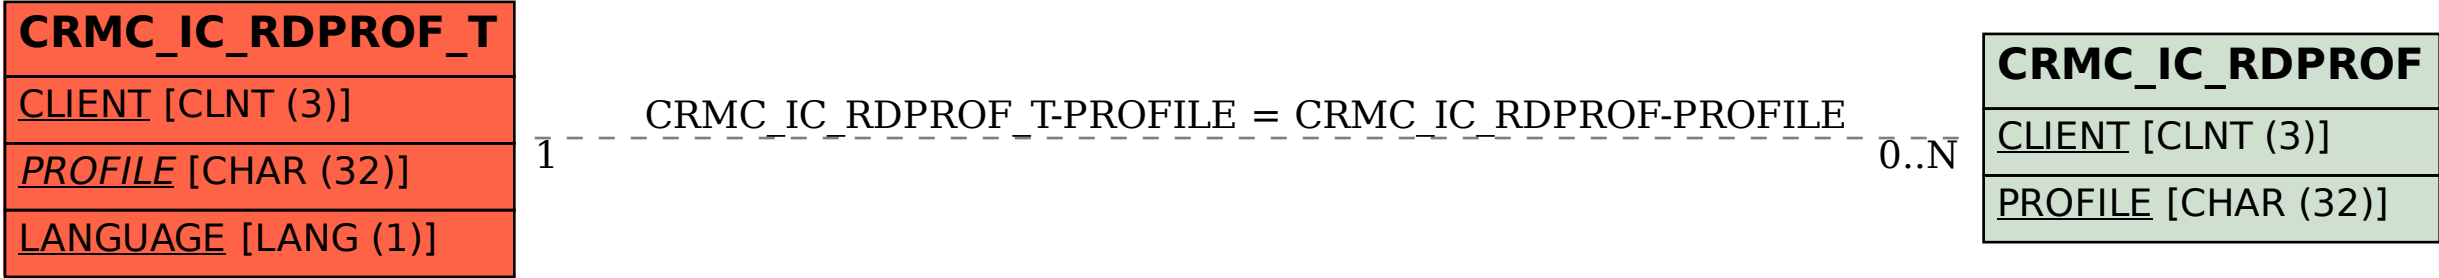 CRMC_IC_RDPROF_T
CLIENT [CLNT (3)]
PROFILE [CHAR (32)]
LANGUAGE [LANG (1)]
CRMC_IC_RDPROF_T-PROFILE = CRMC_IC_RDPROF-PROFILE
1
0..N
CRMC_IC_RDPROF
CLIENT [CLNT (3)]
PROFILE [CHAR (32)]